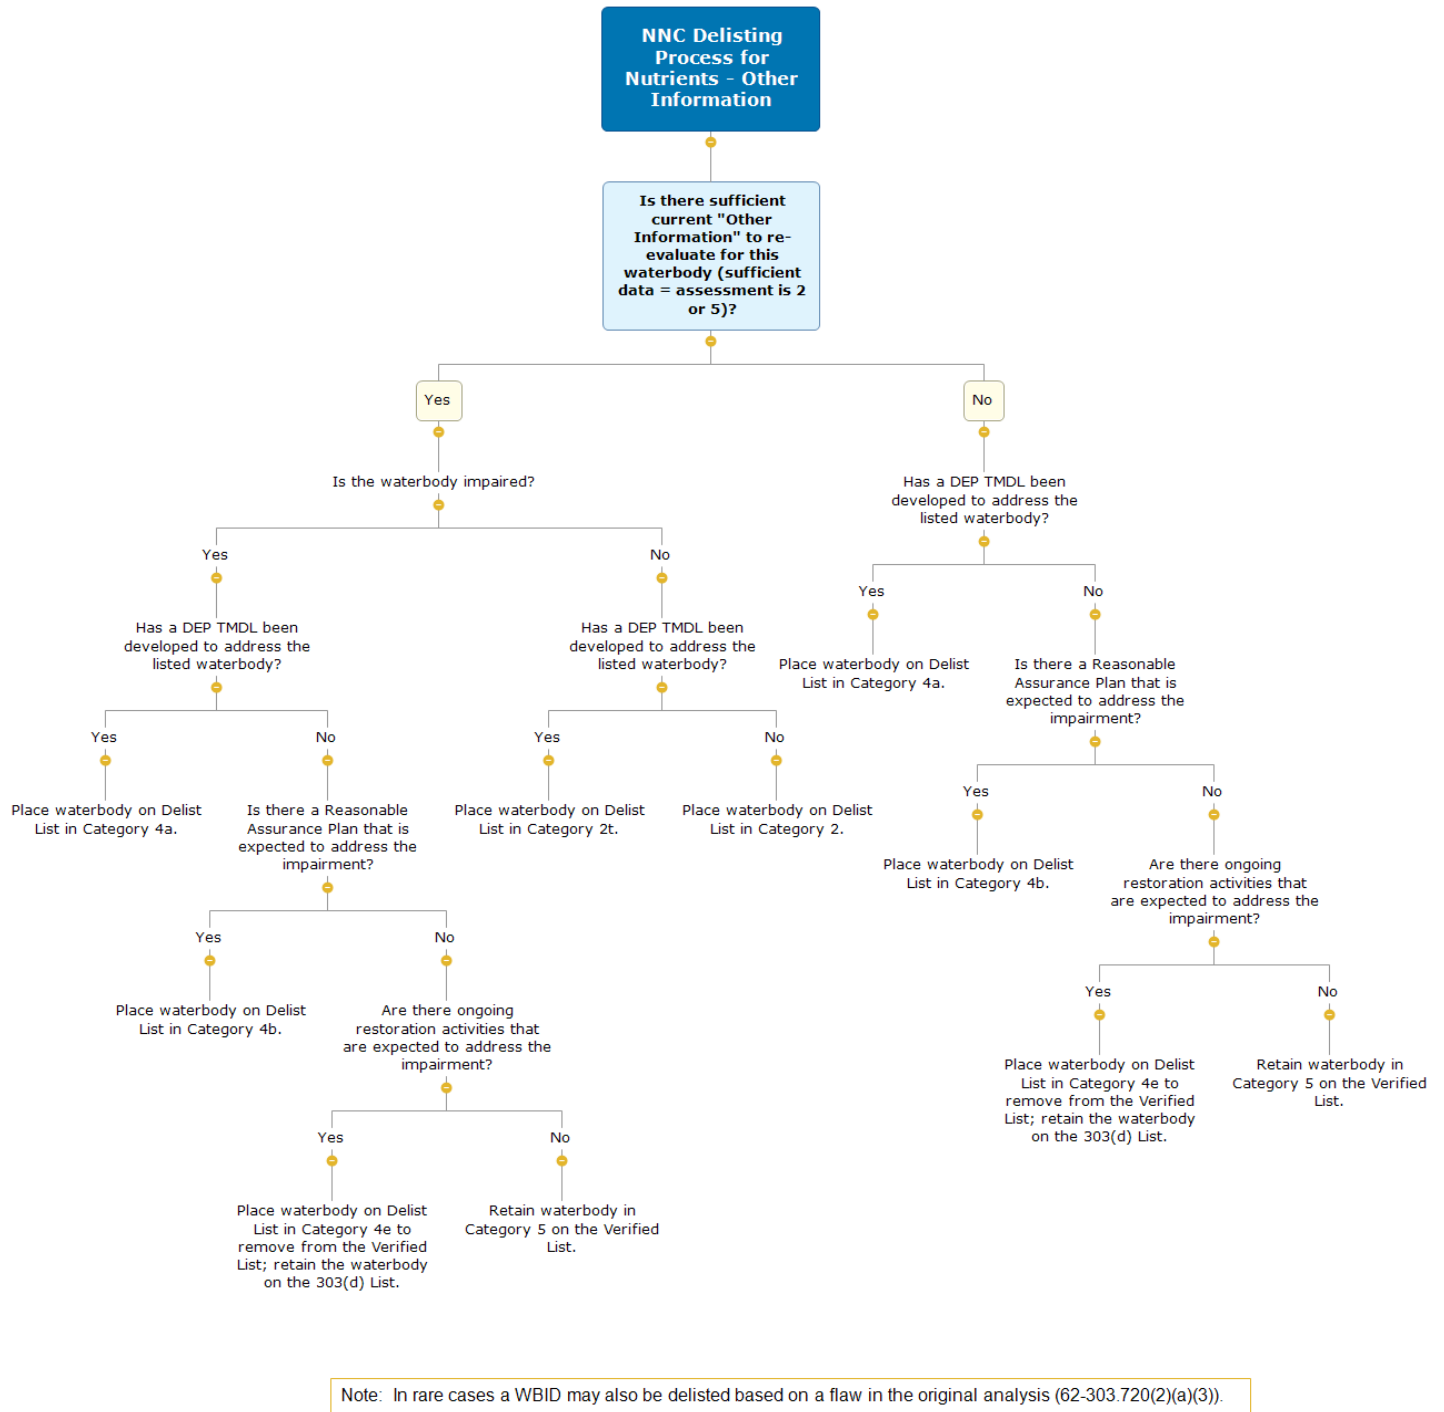 NNC Delisting
Process for
Nutrients - Other
Information
Is there sufficient
current "Other
Information" to re-
evaluate for this
waterbody (sufficient
data = assessment is 2
or 5)?
Yes
No
Is the waterbody impaired?
Has a DEP TMDL been
developed to address the
listed waterbody?
Yes
No
Yes
No
Has a DEP TMDL been
developed to address the
listed waterbody?
Has a DEP TMDL been
developed to address the
listed waterbody?
Place waterbody on Delist
List in Category 4a.
Is there a Reasonable
Assurance Plan that is
expected to address the
impairment?
Yes
No
Yes
No
Yes
No
Place waterbody on Delist
List in Category 4a.
Is there a Reasonable
Assurance Plan that is
expected to address the
impairment?
Place waterbody on Delist
List in Category 2t.
Place waterbody on Delist
List in Category 2.
Place waterbody on Delist
List in Category 4b.
Are there ongoing
restoration activities that
are expected to address the
impairment?
Yes
No
Yes
No
Place waterbody on Delist
List in Category 4b.
Are there ongoing
restoration activities that
are expected to address the
impairment?
Place waterbody on Delist
List in Category 4e to
remove from the Verified
List; retain the waterbody
on the 303(d) List.
Retain waterbody in
Category 5 on the Verified
List.
Yes
No
Place waterbody on Delist
List in Category 4e to
remove from the Verified
List; retain the waterbody
on the 303(d) List.
Retain waterbody in
Category 5 on the Verified
List.
Note:  In rare cases a WBID may also be delisted based on a flaw in the original analysis (62-303.720(2)(a)(3)).